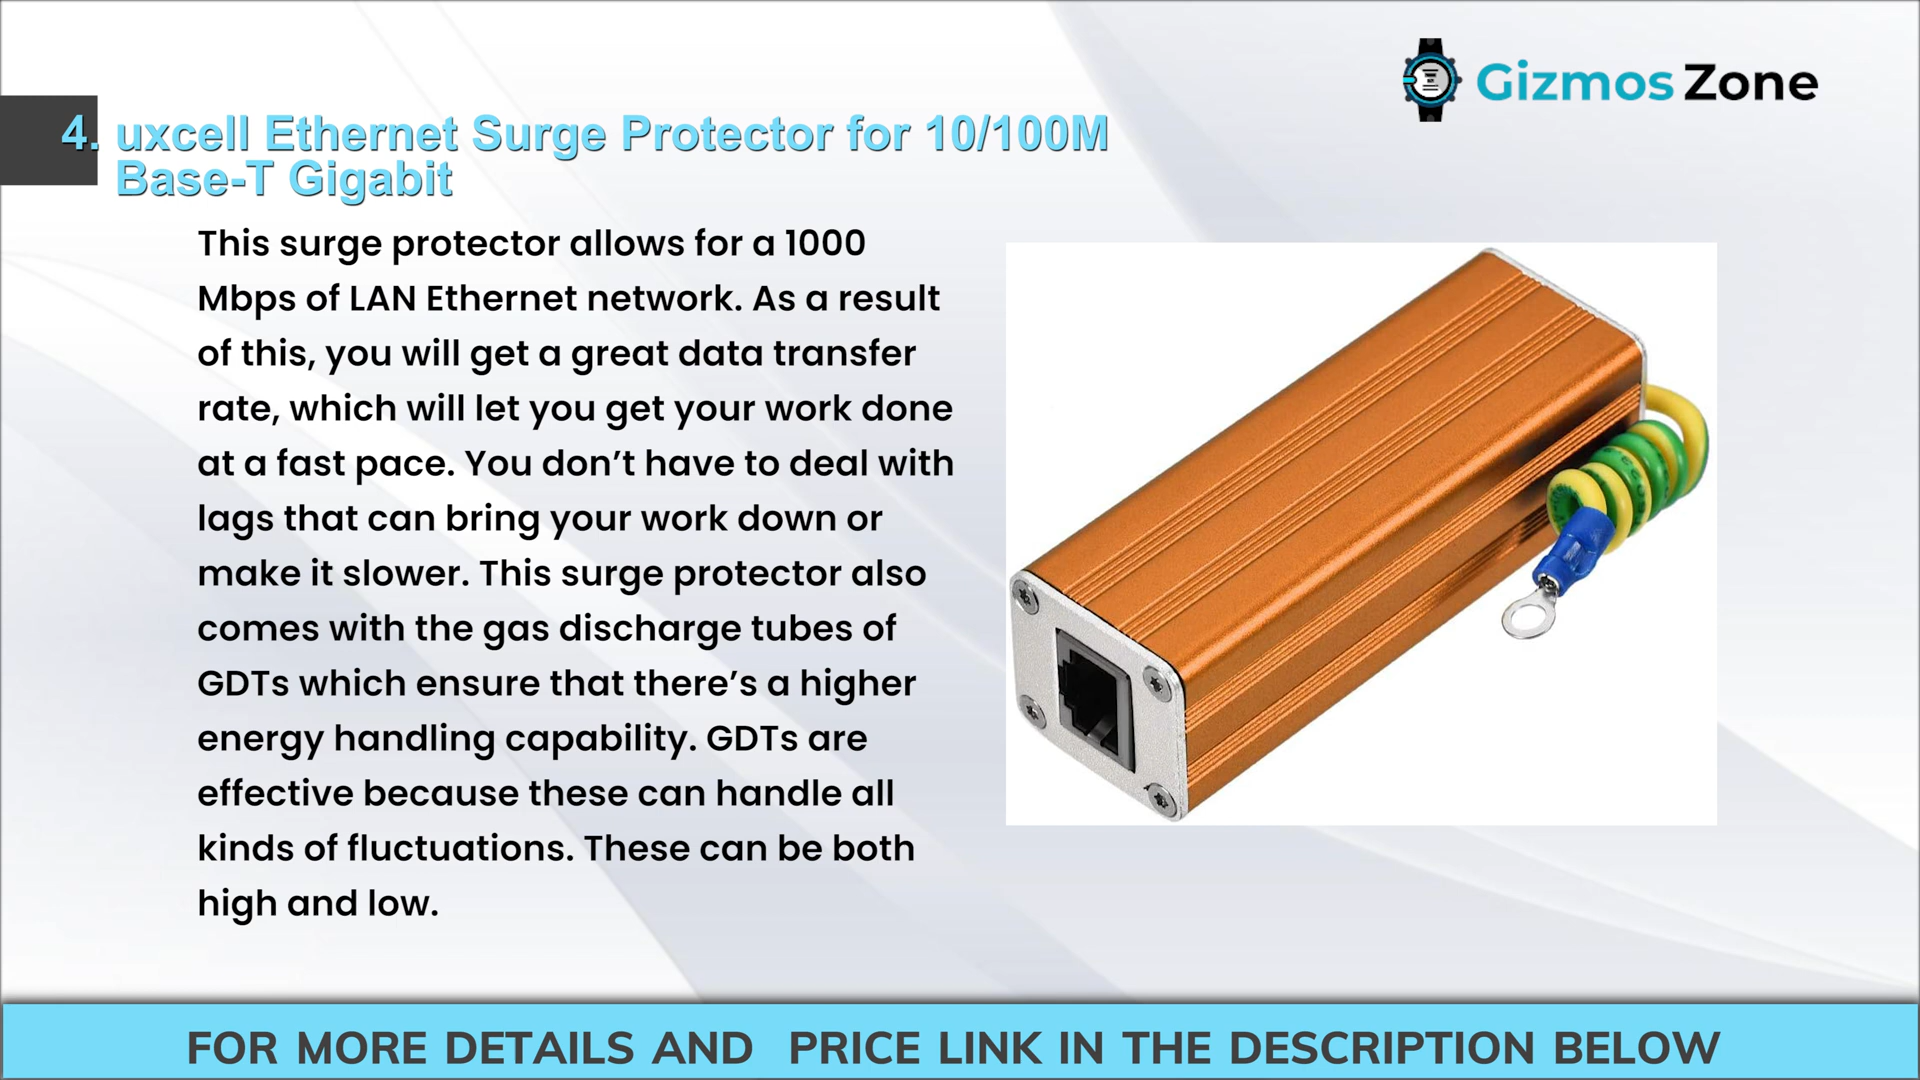 Gizmos Zone
4. uxcell Ethernet Surge Protector for 10/100M
Base-T Gigabit
This surge protector allows for a 1000
Mbps of LAN Ethernet network. As a result
of this, you will get a great data transfer
rate, which will let you get your work done
at a fast pace. You don’t have to deal with
lags that can bring your work down or
make it slower. This surge protector also
comes with the gas discharge tubes of
GDTs which ensure that there’s a higher
energy handling capability. GDTs are
effective because these can handle all
kinds of fluctuations. These can be both
high and low.
FOR MORE DETAILS AND PRICE LINK IN THE DESCRIPTION BELOW